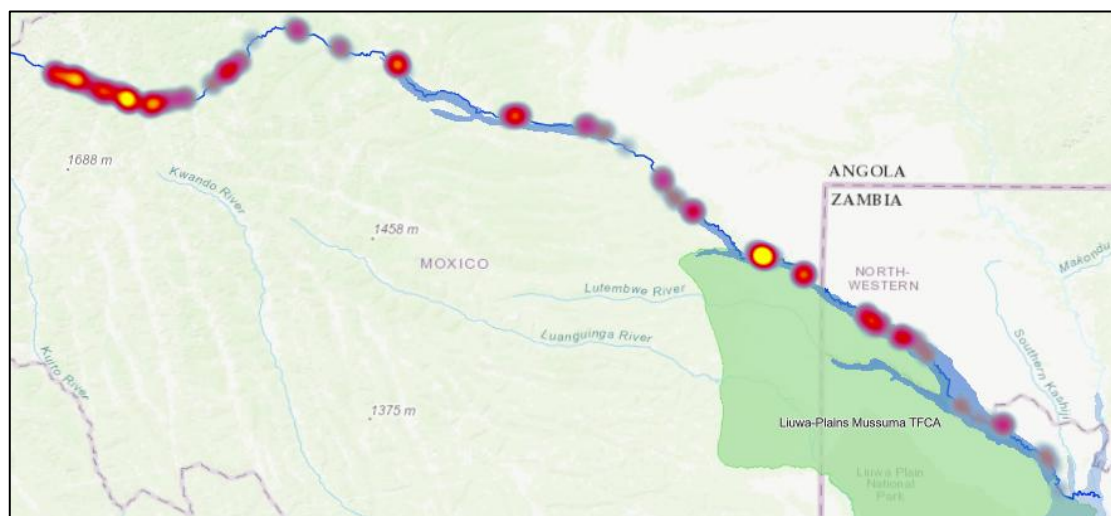 1688 m
Kwando River
ANGOLA
ZAMBIA
1458 m
MOXICO
NORTH-
WESTERN
Makondu
Lutembwe River
Luanguinga River
Southern Kashiji
Kuito River
1375 m
Liuwa-Plains Mussuma TFCA
Liuwa Plain
National
Park